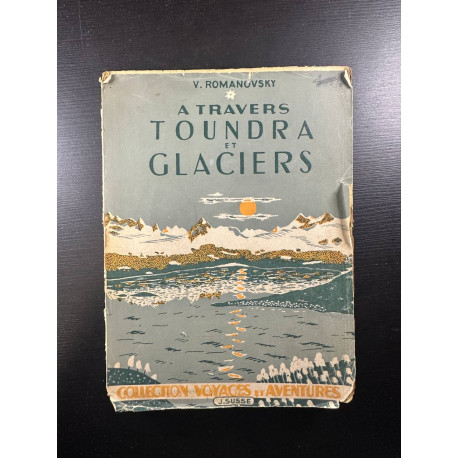 V. ROMANOVSKY
A TRAVERS
TOUNDRA
ET
GLACIERS
COLLECTION VOYAGES ET AVENTURES
J. SUSSE